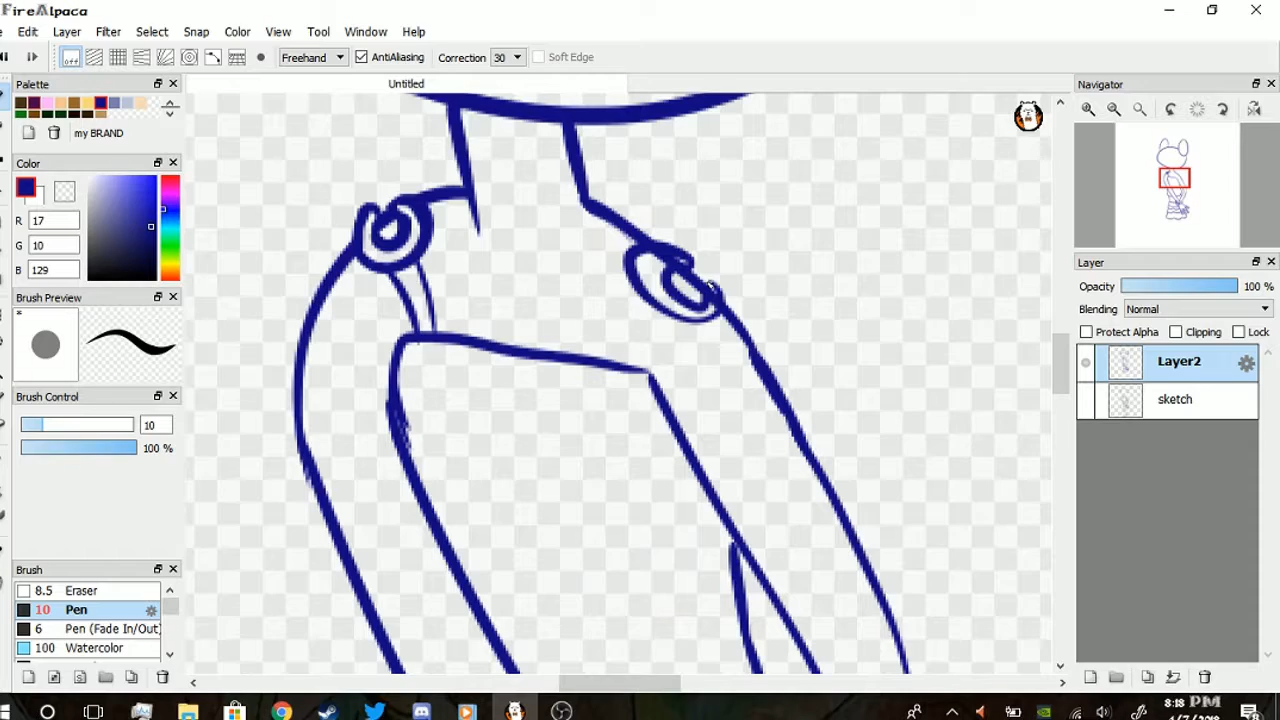 FireAlpaca
Edit Layer Filter Select Snap Color View Tool Window Help
off Freehand AntiAliasing Correction 30 Soft Edge
Palette
Untitled
Navigator
my BRAND
Color
R 17
G 10
B 129
Layer
Opacity 100 %
Brush Preview
*
Blending Normal
Protect Alpha Clipping Lock
Layer2
Brush Control
sketch
10
100 %
Brush
8.5 Eraser
10 Pen
6 Pen (Fade In/Out)
100 Watercolor
8:18 PM